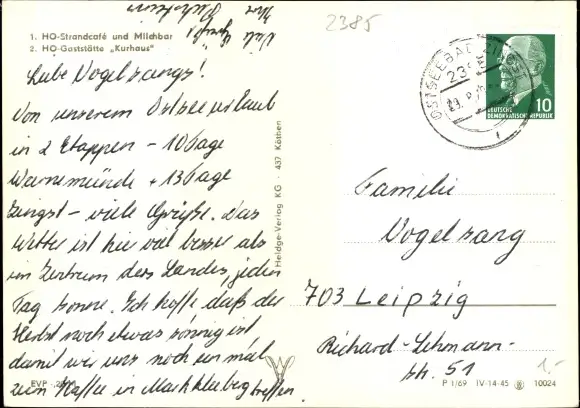 1. HO-Strandcafé und Milchbar
2. HO-Gaststätte „Kurhaus"
Viele Grüße
Ihre
2385
Liebe Vogelsangs!
Von unserem Ostseeurlaub
in 2 Etappen - 10 Tage
Warnemünde + 13 Tage
Zingst - viele Grüße. Das
Wetter ist hier viel besser als
im Zentrum des Landes, jeden
Tag Sonne. Ich hoffe daß der
Herbst noch etwas sonnig ist,
damit wir uns noch einmal
zum Kaffee in Markkleeberg treffen.
EVP
Heldge-Verlag KG · 437 Köthen
OSTSEEBAD ZINGST
10
DEUTSCHE
DEMOKRATISCHE REPUBLIK
Familie
Vogelsang
703 Leipzig
Richard-Lehmann-
Str. 51
1,-
P 1/69 IV-14-45 10024